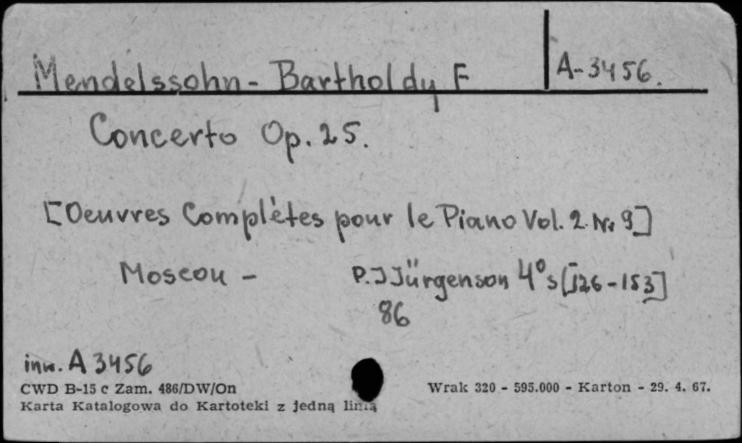 Mendelssohn - Bartholdy F
A-3456.
Concerto Op. 25.
[Oeuvres Complètes pour le Piano Vol. 2. Nr. 9]
Moscou - P. J Jürgenson 4° s [126-153]
86
inw. A 3456
CWD B-15 c Zam. 486/DW/On
Wrak 320 - 595.000 - Karton - 29. 4. 67.
Karta Katalogowa do Kartoteki z jedną linią